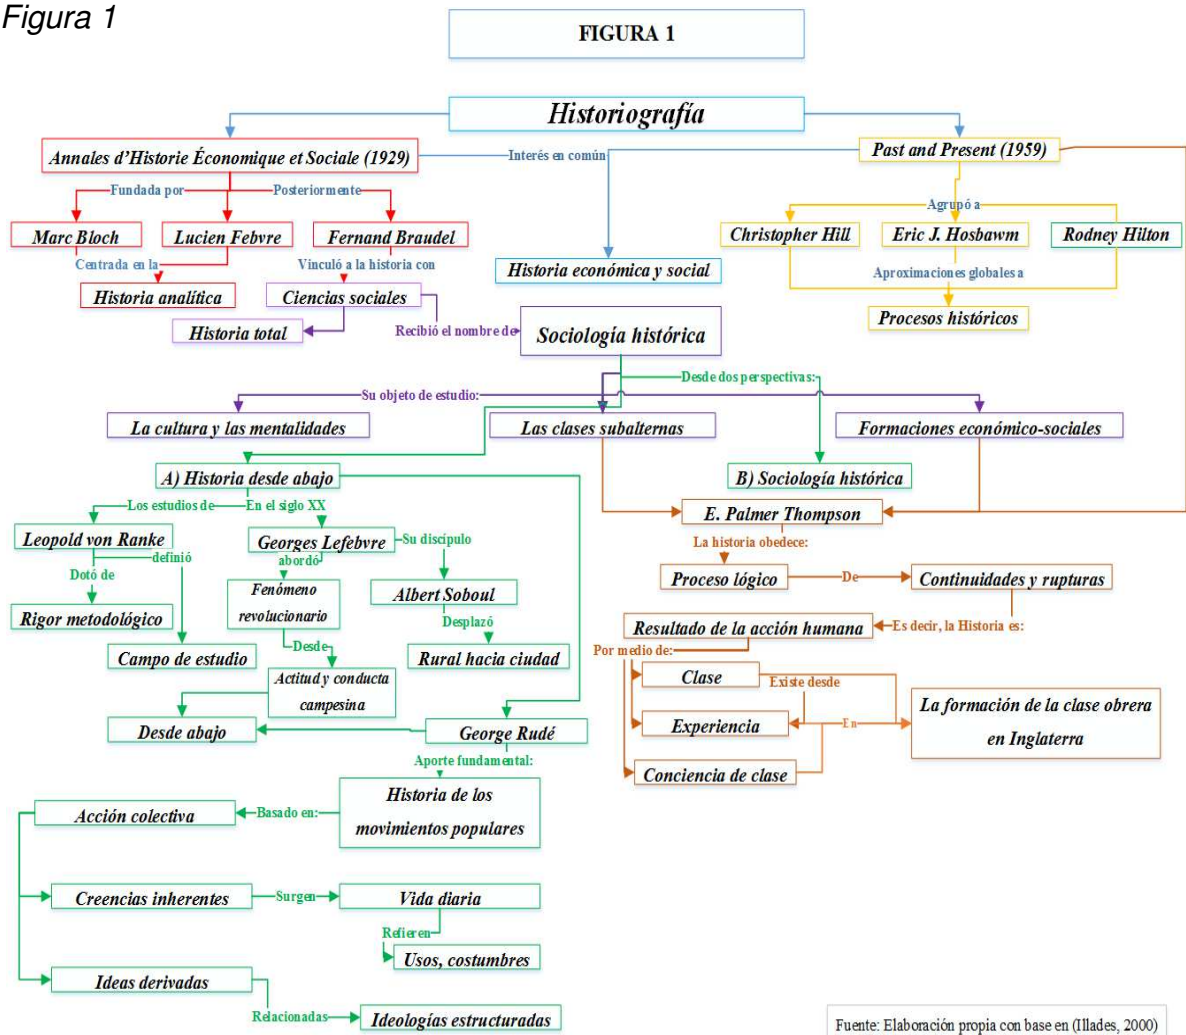 Figura 1
FIGURA 1
Historiografía
Annales d’Historie Économique et Sociale (1929)
Interés en común
Past and Present (1959)
Fundada por
Posteriormente
Agrupó a
Marc Bloch
Lucien Febvre
Fernand Braudel
Christopher Hill
Eric J. Hosbawm
Rodney Hilton
Centrada en la
Vinculó a la historia con
Historia económica y social
Aproximaciones globales a
Historia analítica
Ciencias sociales
Procesos históricos
Historia total
Recibió el nombre de
Sociología histórica
Desde dos perspectivas:
Su objeto de estudio:
La cultura y las mentalidades
Las clases subalternas
Formaciones económico-sociales
A) Historia desde abajo
B) Sociología histórica
Los estudios de
En el siglo XX
E. Palmer Thompson
Leopold von Ranke
Georges Lefebvre
Su discípulo
La historia obedece:
definió
abordó
Dotó de
Fenómeno
revolucionario
Albert Soboul
Proceso lógico
De
Continuidades y rupturas
Rigor metodológico
Desplazó
Resultado de la acción humana
Es decir, la Historia es:
Campo de estudio
Desde
Rural hacia ciudad
Por medio de:
Actitud y conducta
campesina
Clase
Existe desde
Desde abajo
George Rudé
Experiencia
En
La formación de la clase obrera
en Inglaterra
Aporte fundamental:
Conciencia de clase
Historia de los
movimientos populares
Basado en:
Acción colectiva
Creencias inherentes
Surgen
Vida diaria
Refieren
Usos, costumbres
Ideas derivadas
Relacionadas
Ideologías estructuradas
Fuente: Elaboración propia con base en (Illades, 2000)